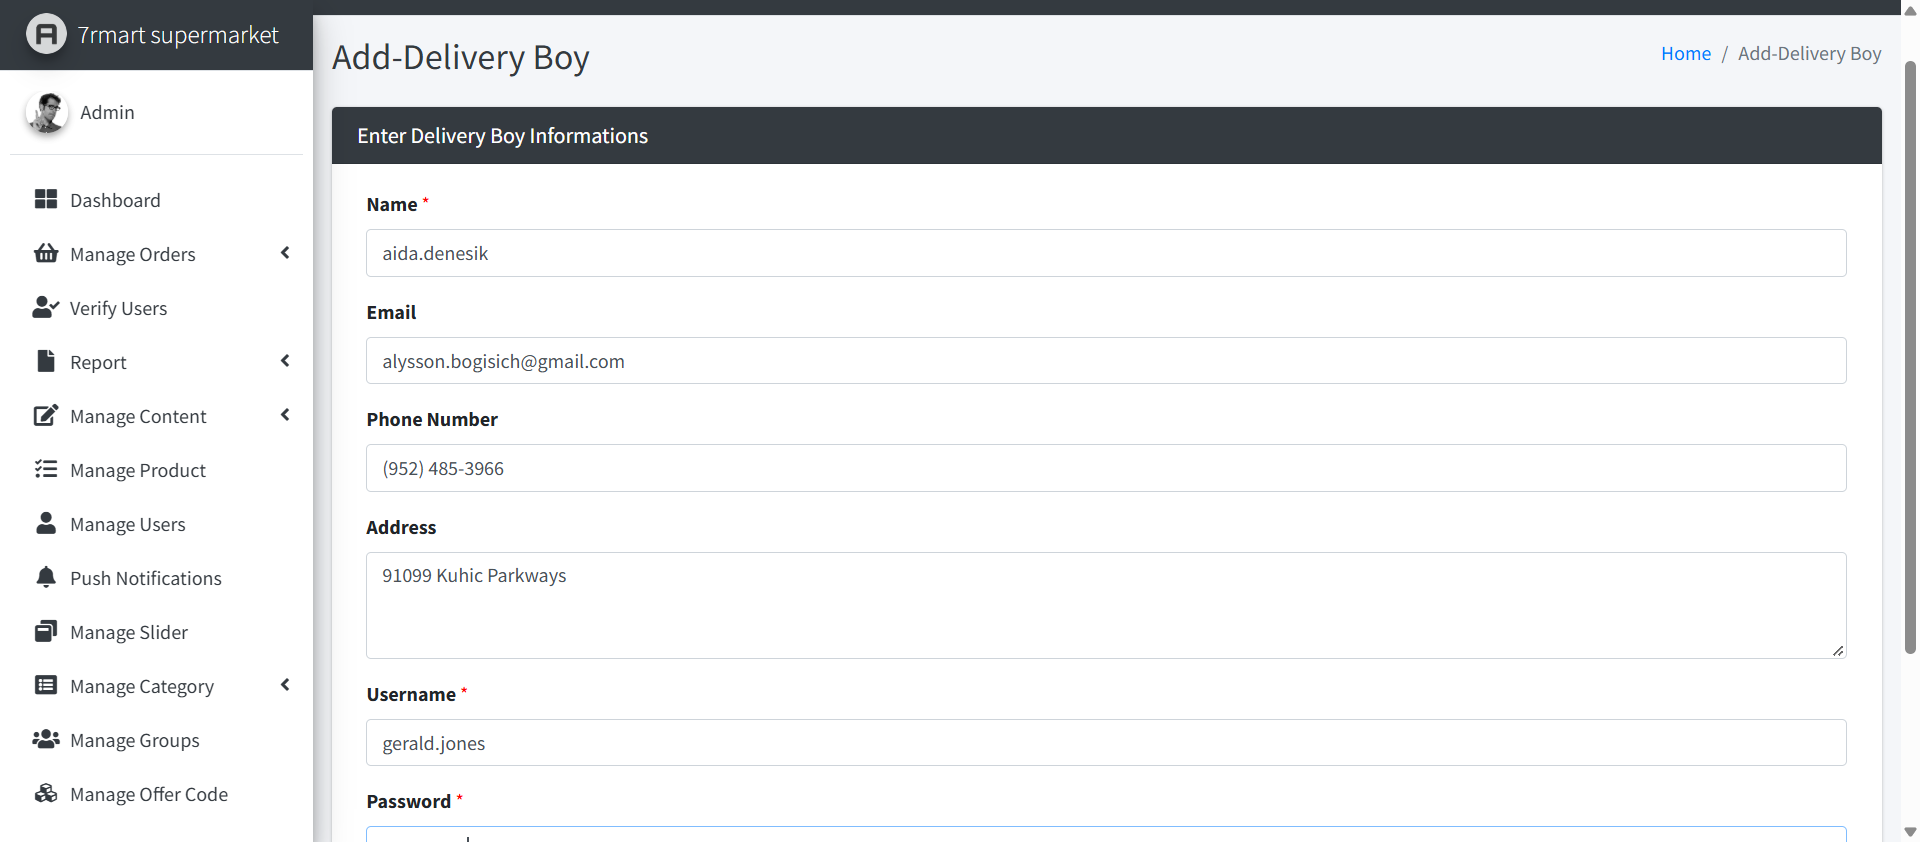 7rmart supermarket
Admin
Dashboard
Manage Orders
Verify Users
Report
Manage Content
Manage Product
Manage Users
Push Notifications
Manage Slider
Manage Category
Manage Groups
Manage Offer Code
Add-Delivery Boy
Home / Add-Delivery Boy
Enter Delivery Boy Informations
Name *
aida.denesik
Email
alysson.bogisich@gmail.com
Phone Number
(952) 485-3966
Address
91099 Kuhic Parkways
Username *
gerald.jones
Password *